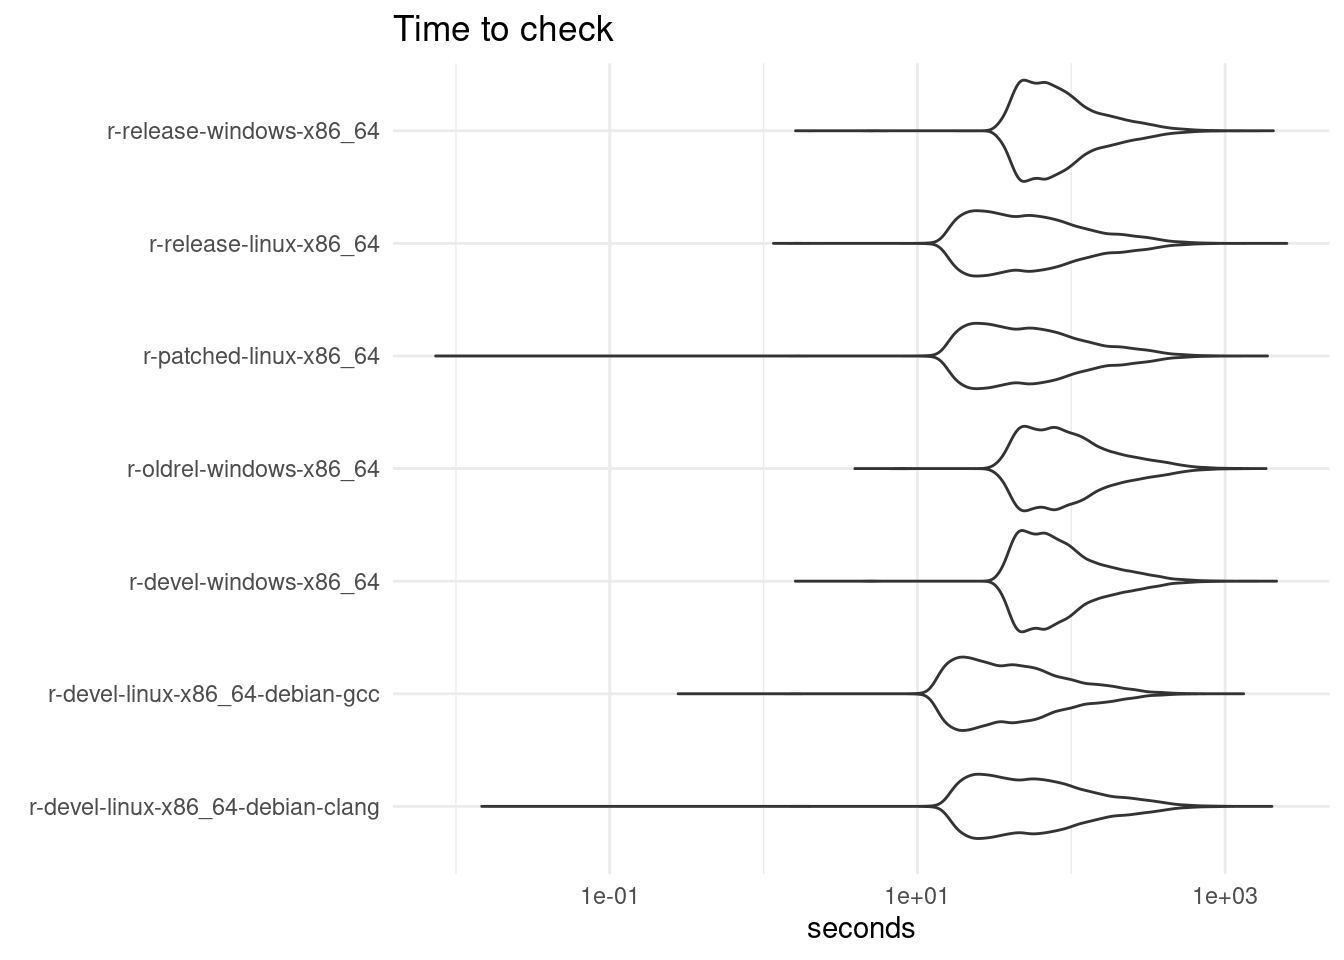 Time to check
r-release-windows-x86_64
r-release-linux-x86_64
r-patched-linux-x86_64
r-oldrel-windows-x86_64
r-devel-windows-x86_64
r-devel-linux-x86_64-debian-gcc
r-devel-linux-x86_64-debian-clang
1e-01 1e+01 1e+03
seconds